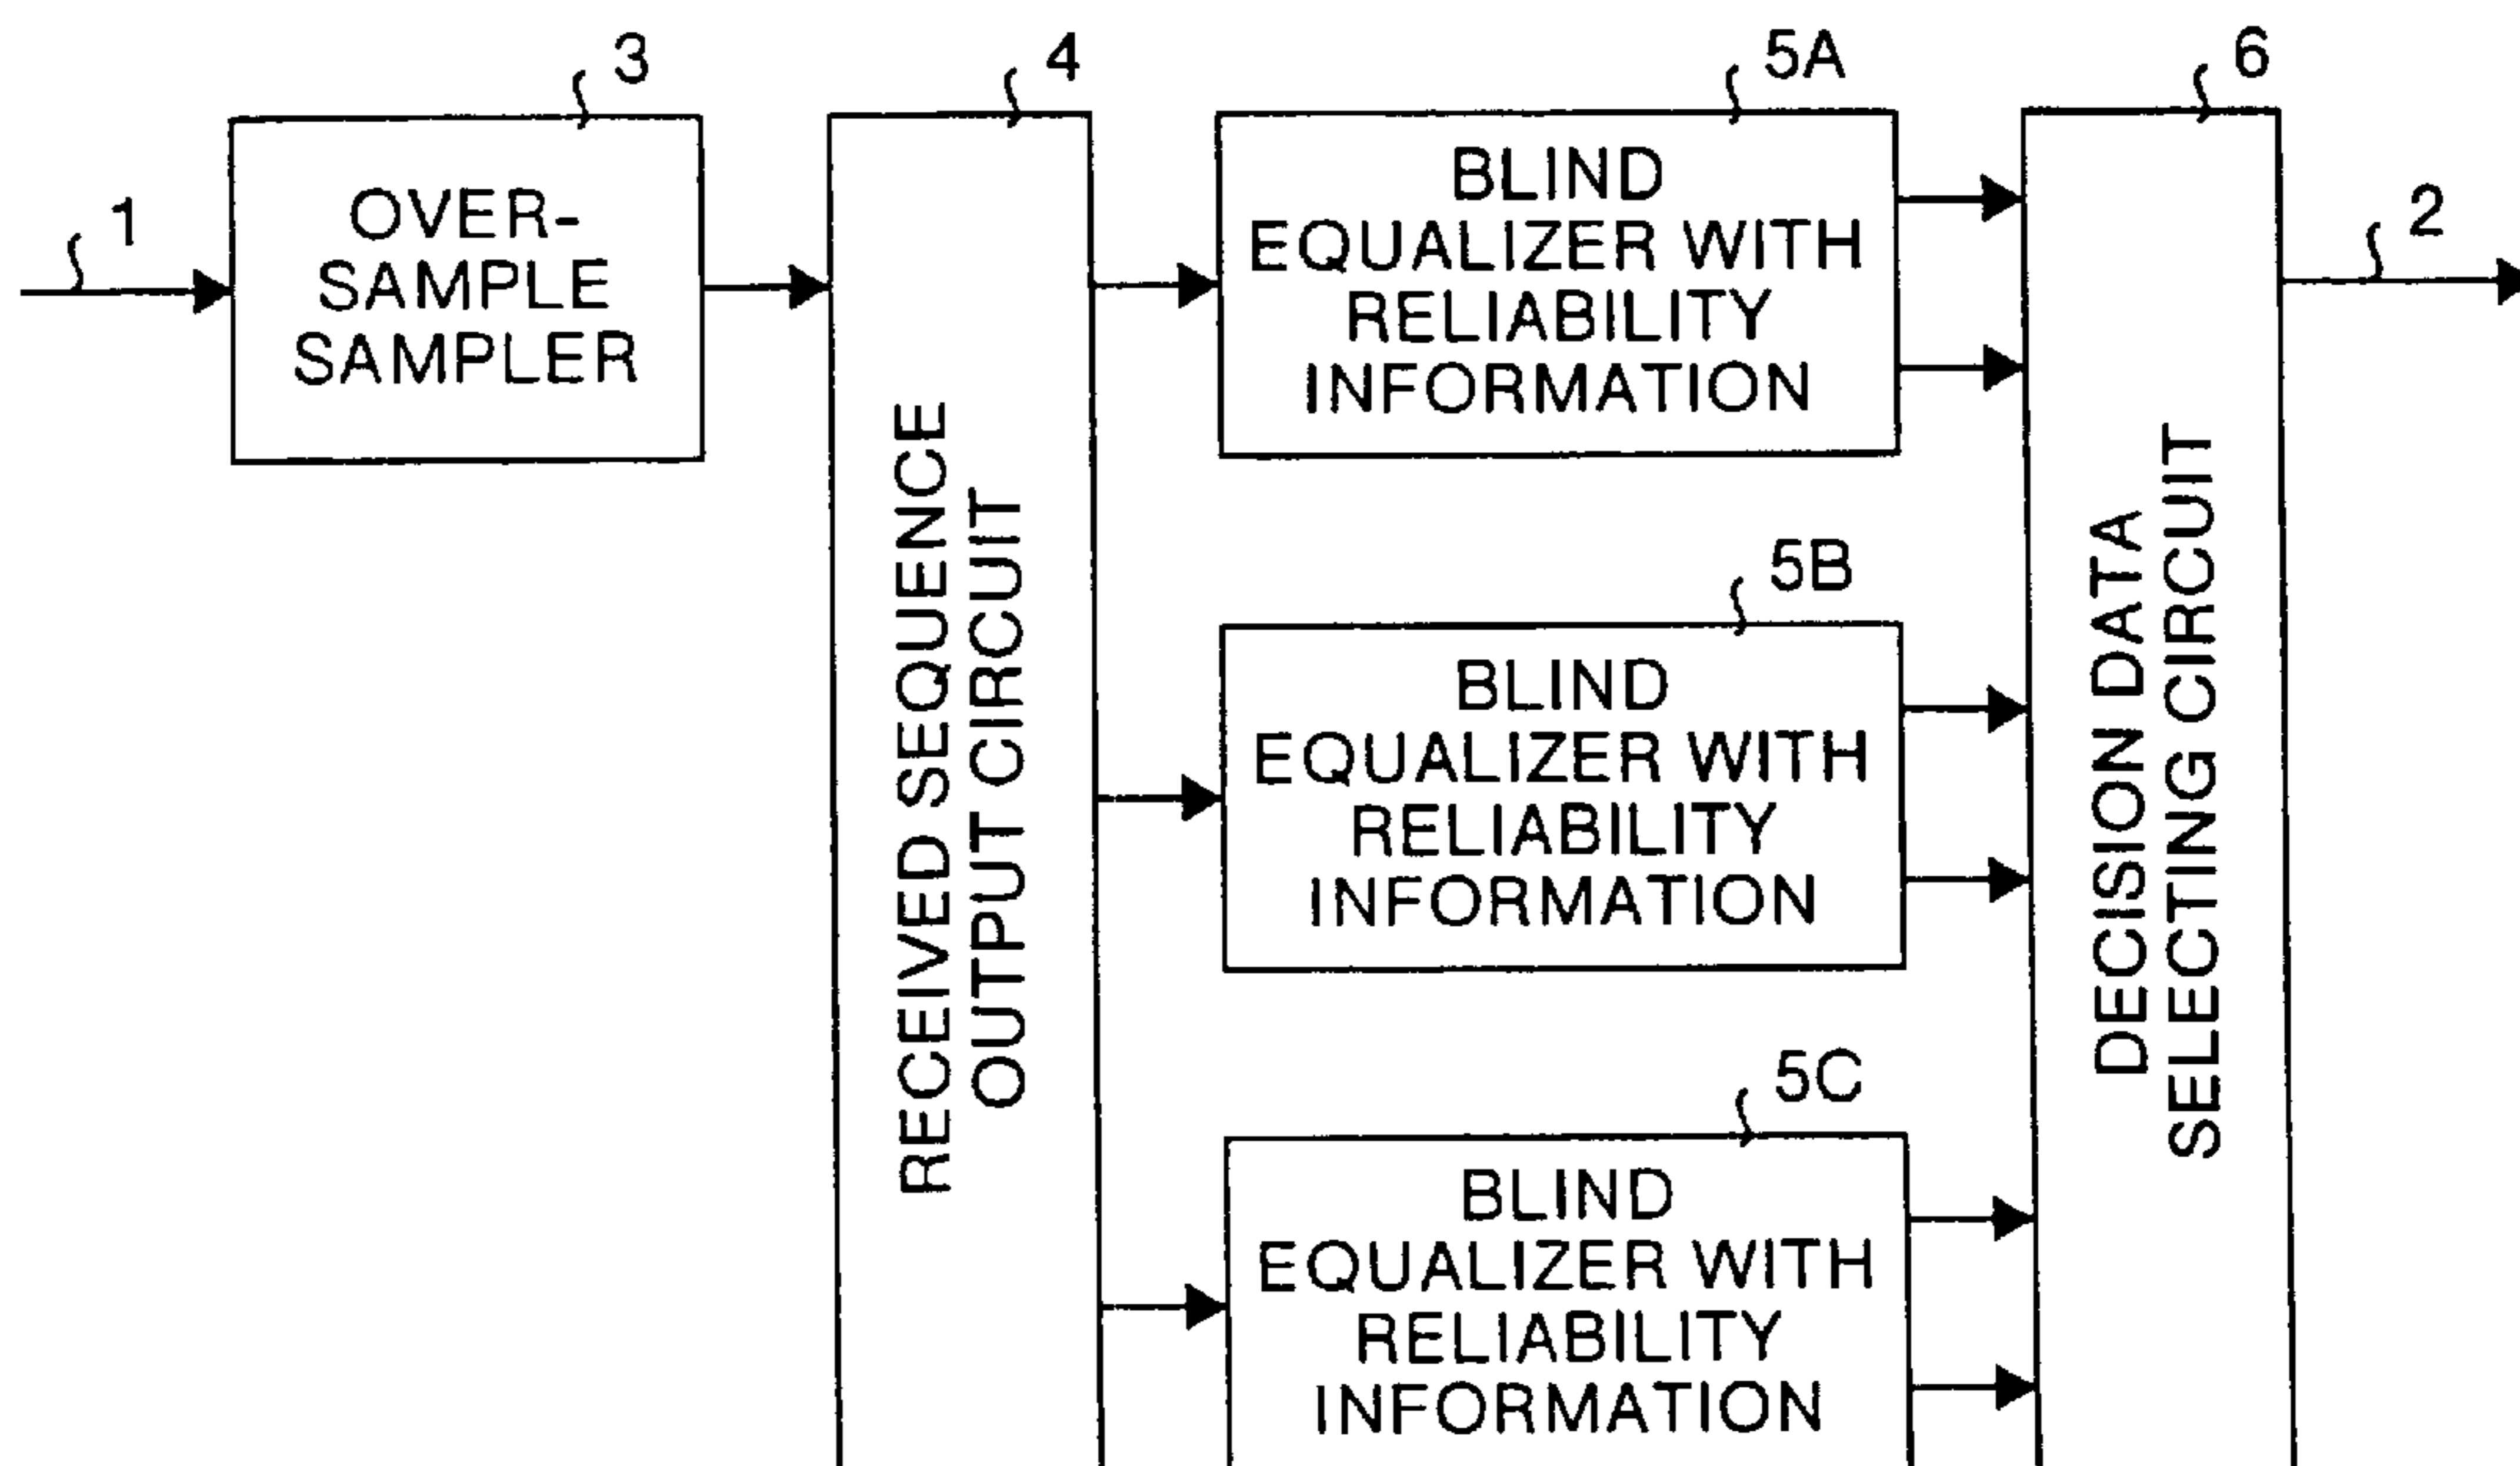 1
3
OVER-
SAMPLE
SAMPLER
4
RECEIVED SEQUENCE
OUTPUT CIRCUIT
5A
BLIND
EQUALIZER WITH
RELIABILITY
INFORMATION
5B
BLIND
EQUALIZER WITH
RELIABILITY
INFORMATION
5C
BLIND
EQUALIZER WITH
RELIABILITY
INFORMATION
6
DECISION DATA
SELECTING CIRCUIT
2